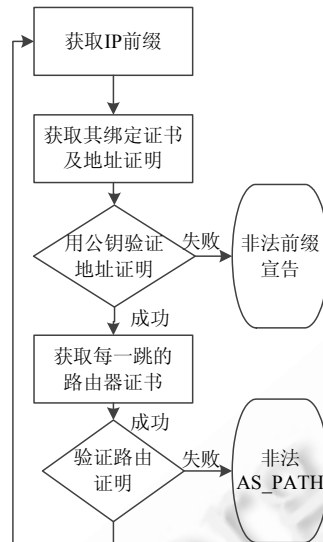 获取IP前缀
获取其绑定证书
及地址证明
用公钥验证
地址证明
失败
非法前缀
宣告
成功
获取每一跳的
路由器证书
成功
验证路由
证明
失败
非法
AS_PATH